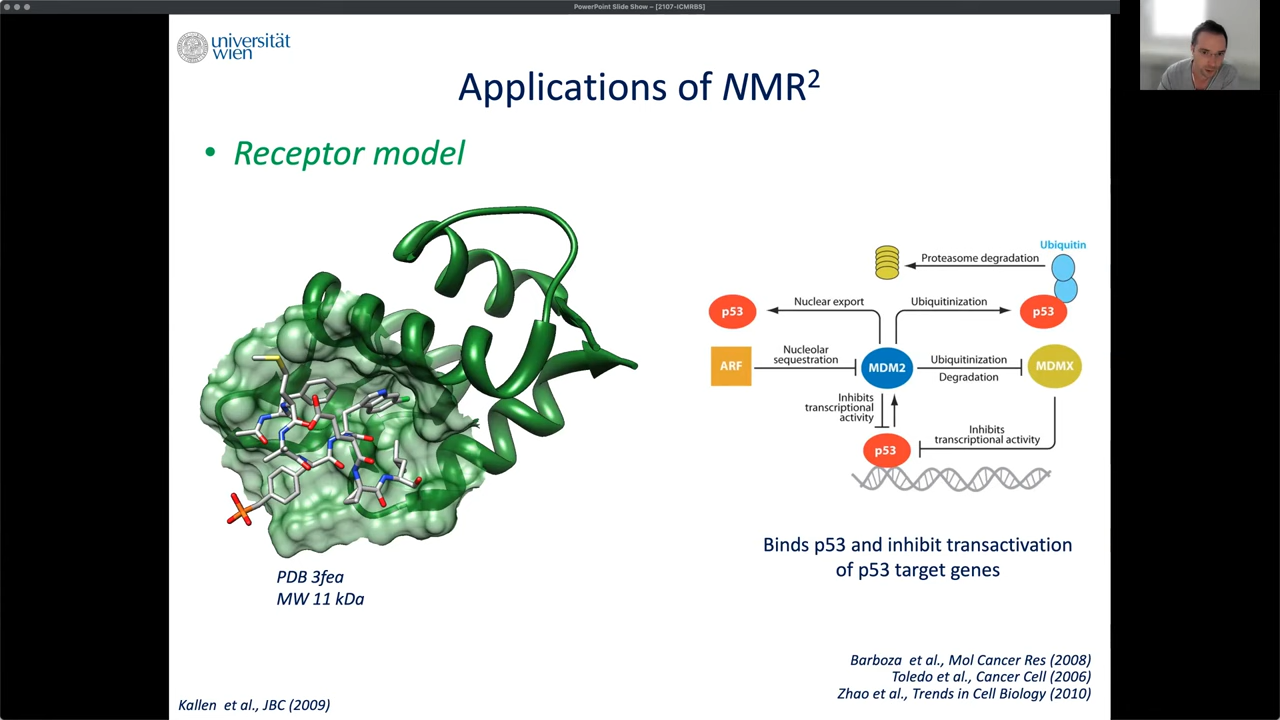 PowerPoint Slide Show – [2107-ICMRBS]
universität
wien
Applications of NMR²
• Receptor model
Ubiquitin
Proteasome degradation
Nuclear export
Ubiquitinization
p53
p53
ARF
Nucleolar
sequestration
MDM2
Ubiquitinization
Degradation
MDMX
Inhibits
transcriptional
activity
Inhibits
transcriptional activity
p53
Binds p53 and inhibit transactivation
of p53 target genes
PDB 3fea
MW 11 kDa
Barboza et al., Mol Cancer Res (2008)
Toledo et al., Cancer Cell (2006)
Zhao et al., Trends in Cell Biology (2010)
Kallen et al., JBC (2009)